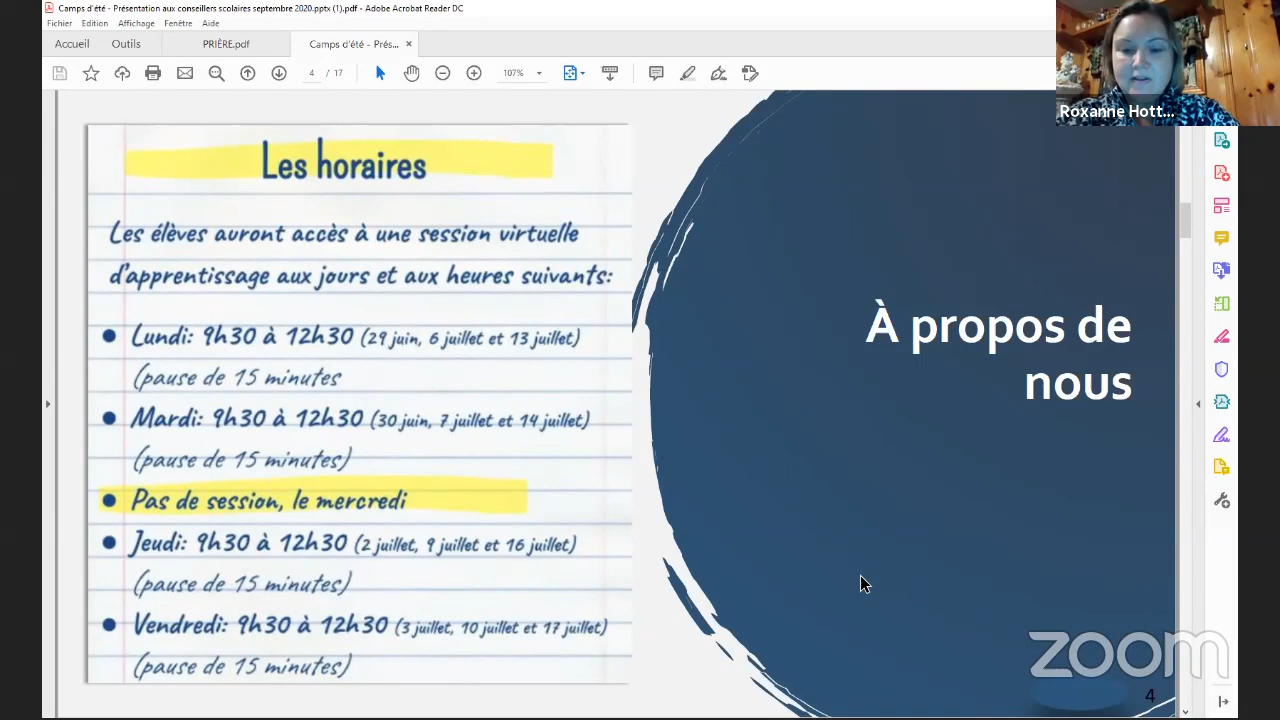 Camps d'été - Présentation aux conseillers scolaires septembre 2020.pptx (1).pdf - Adobe Acrobat Reader DC
Fichier Edition Affichage Fenêtre Aide
Accueil Outils PRIÈRE.pdf Camps d'été - Prés... ×
4 / 17 107%
Roxanne Hott...
Les horaires
Les élèves auront accès à une session virtuelle
d'apprentissage aux jours et aux heures suivants:
Lundi: 9h30 à 12h30 (29 juin, 6 juillet et 13 juillet)
(pause de 15 minutes
Mardi: 9h30 à 12h30 (30 juin, 7 juillet et 14 juillet)
(pause de 15 minutes)
Pas de session, le mercredi
Jeudi: 9h30 à 12h30 (2 juillet, 9 juillet et 16 juillet)
(pause de 15 minutes)
Vendredi: 9h30 à 12h30 (3 juillet, 10 juillet et 17 juillet)
(pause de 15 minutes)
À propos de
nous
zoom
4